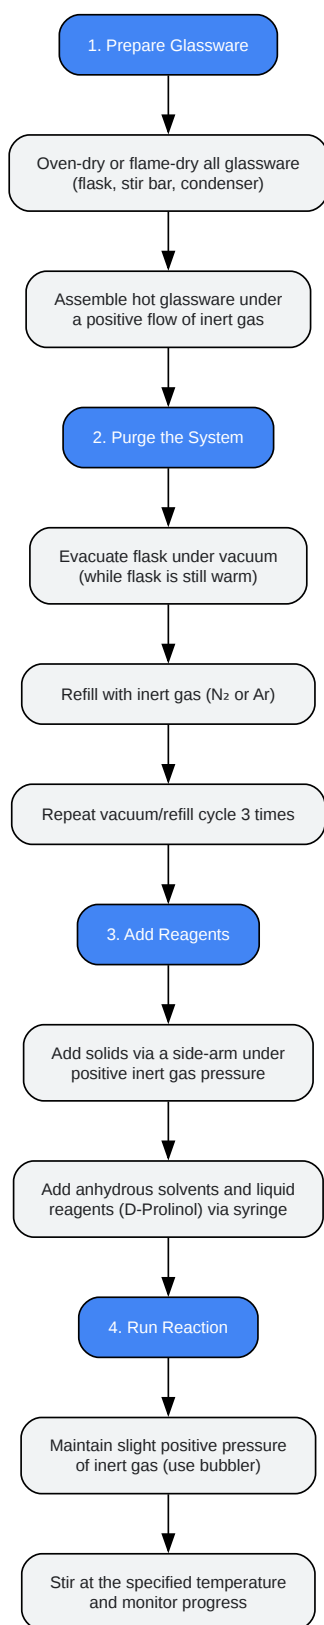 1. Prepare Glassware
Oven-dry or flame-dry all glassware
(flask, stir bar, condenser)
Assemble hot glassware under
a positive flow of inert gas
2. Purge the System
Evacuate flask under vacuum
(while flask is still warm)
Refill with inert gas (N₂ or Ar)
Repeat vacuum/refill cycle 3 times
3. Add Reagents
Add solids via a side-arm under
positive inert gas pressure
Add anhydrous solvents and liquid
reagents (D-Prolinol) via syringe
4. Run Reaction
Maintain slight positive pressure
of inert gas (use bubbler)
Stir at the specified temperature
and monitor progress